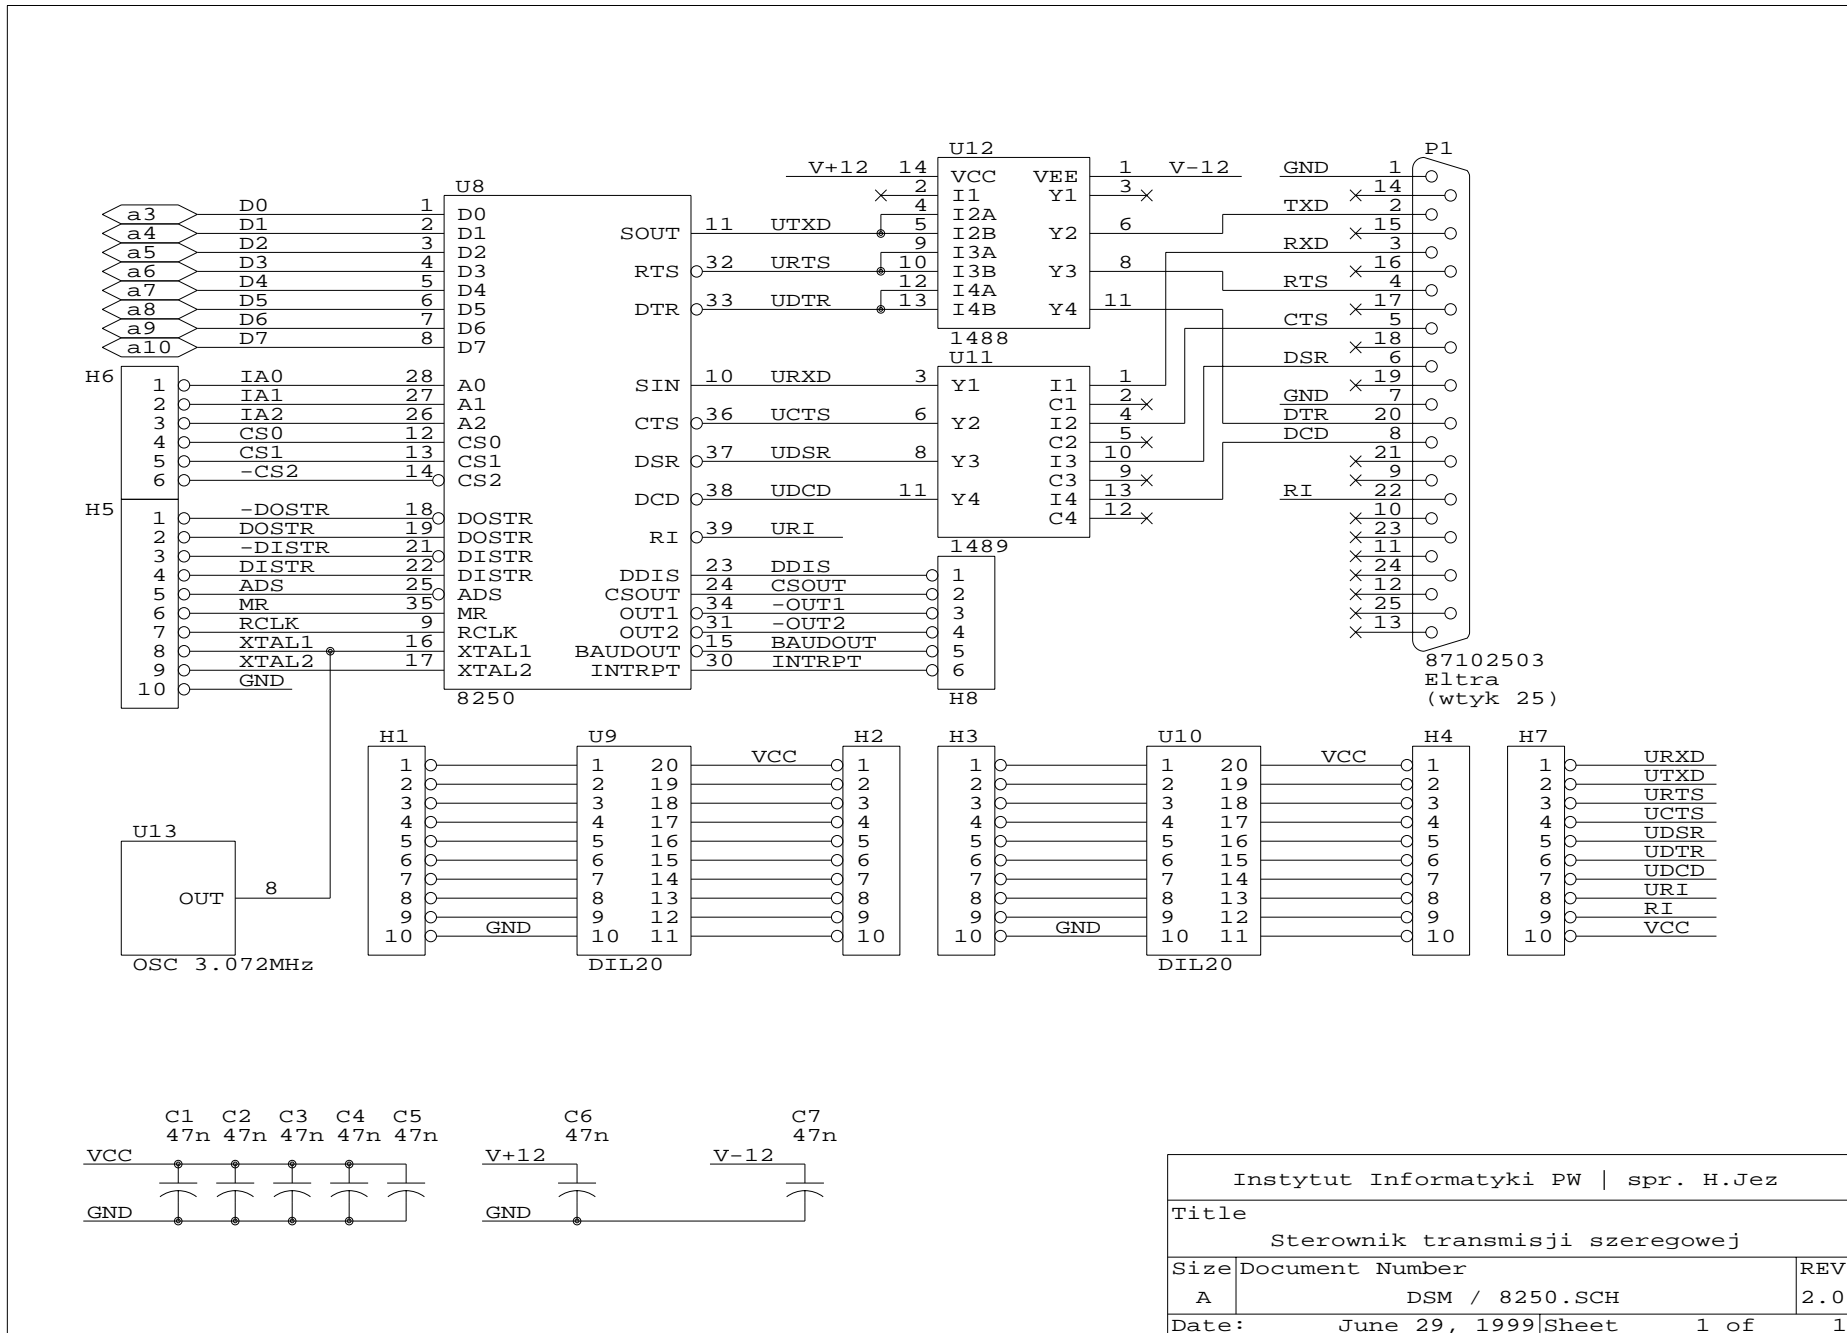 U12
P1
V+12 14 VCC VEE 1 V-12 GND 1
2 I1 Y1 3 14
U8
a3 D0 1 D0 4 I2A TXD 2
a4 D1 2 D1 SOUT 11 UTXD 5 I2B Y2 6 15
a5 D2 3 D2 9 I3A RXD 3
a6 D3 4 D3 RTS 32 URTS 10 I3B Y3 8 16
a7 D4 5 D4 12 I4A RTS 4
a8 D5 6 D5 DTR 33 UDTR 13 I4B Y4 11 17
a9 D6 7 D6 CTS 5
a10 D7 8 D7 1488 18
U11 DSR 6
H6 1 IA0 28 A0 SIN 10 URXD 3 Y1 I1 1 19
2 IA1 27 A1 C1 2 GND 7
3 IA2 26 A2 CTS 36 UCTS 6 Y2 I2 4 DTR 20
4 CS0 12 CS0 C2 5 DCD 8
5 CS1 13 CS1 DSR 37 UDSR 8 Y3 I3 10 21
6 -CS2 14 CS2 C3 9 9
DCD 38 UDCD 11 Y4 I4 13 RI 22
H5 1 -DOSTR 18 DOSTR C4 12 10
2 DOSTR 19 DOSTR RI 39 URI 23
3 -DISTR 21 DISTR 1489 11
4 DISTR 22 DISTR DDIS 23 DDIS 1 24
5 ADS 25 ADS CSOUT 24 CSOUT 2 12
6 MR 35 MR OUT1 34 -OUT1 3 25
7 RCLK 9 RCLK OUT2 31 -OUT2 4 13
8 XTAL1 16 XTAL1 BAUDOUT 15 BAUDOUT 5
9 XTAL2 17 XTAL2 INTRPT 30 INTRPT 6
10 GND
8250
H8
87102503
Eltra
(wtyk 25)
H1 U9 H2 H3 U10 H4 H7
1 1 20 VCC 1 1 1 20 VCC 1 1 URXD
2 2 19 2 2 2 19 2 2 UTXD
3 3 18 3 3 3 18 3 3 URTS
4 4 17 4 4 4 17 4 4 UCTS
5 5 16 5 5 5 16 5 5 UDSR
6 6 15 6 6 6 15 6 6 UDTR
7 7 14 7 7 7 14 7 7 UDCD
8 8 13 8 8 8 13 8 8 URI
9 9 12 9 9 9 12 9 9 RI
10 GND 10 11 10 10 GND 10 11 10 10 VCC
DIL20 DIL20
U13
OUT 8
OSC 3.072MHz
C1 C2 C3 C4 C5 C6 C7
47n 47n 47n 47n 47n 47n 47n
VCC V+12 V-12
GND GND
Instytut Informatyki PW | spr. H.Jez
Title
Sterownik transmisji szeregowej
Size Document Number REV
A DSM / 8250.SCH 2.0
Date: June 29, 1999 Sheet 1 of 1